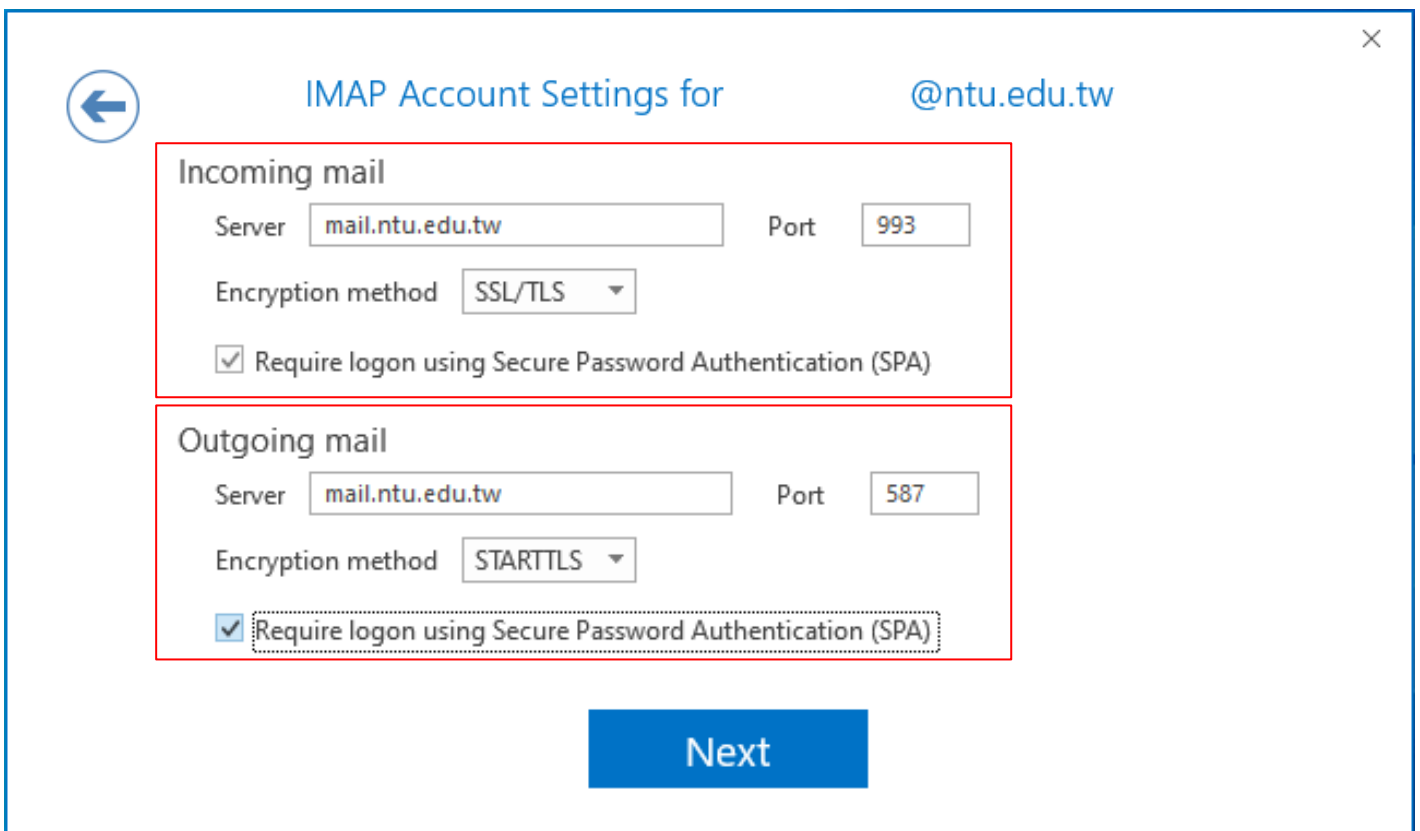 IMAP Account Settings for @ntu.edu.tw
Incoming mail
Server mail.ntu.edu.tw Port 993
Encryption method SSL/TLS
Require logon using Secure Password Authentication (SPA)
Outgoing mail
Server mail.ntu.edu.tw Port 587
Encryption method STARTTLS
Require logon using Secure Password Authentication (SPA)
Next